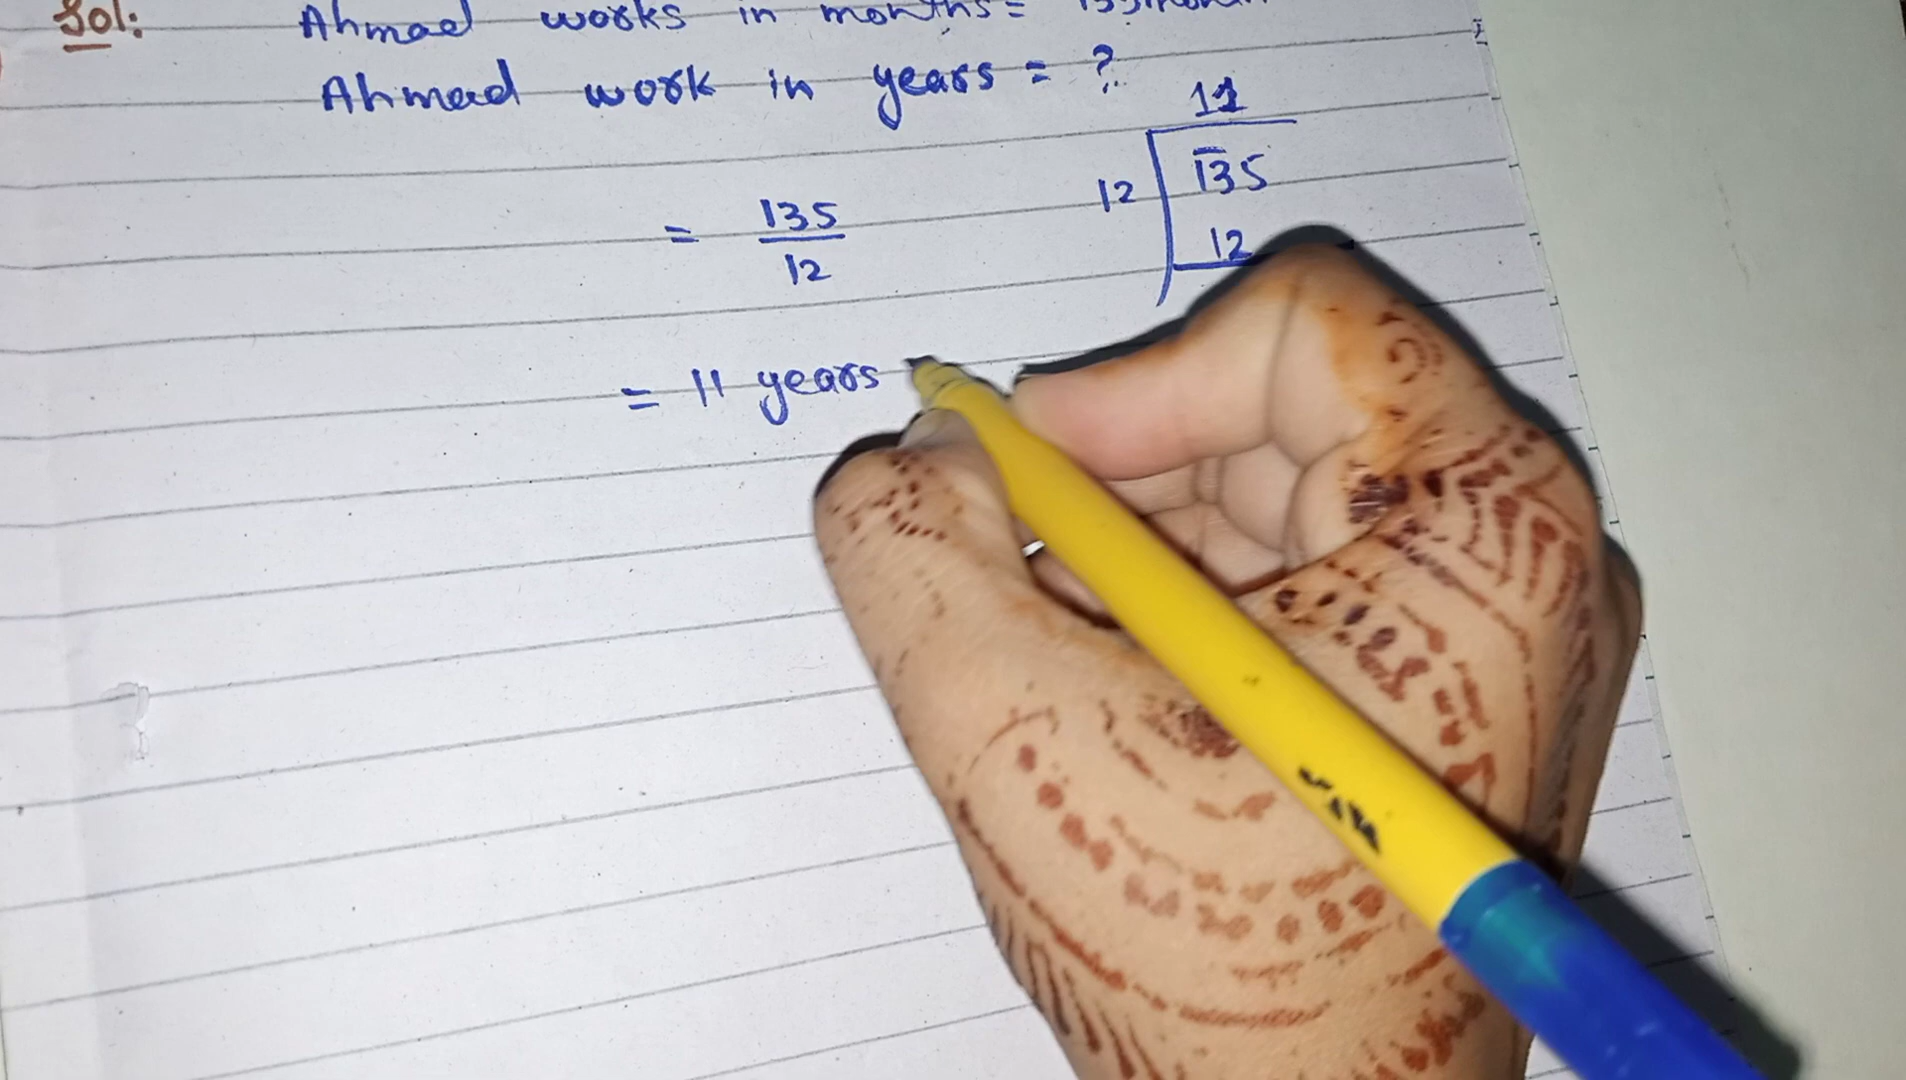 Sol: Ahmad works in months =
Ahmad work in years = ?
11
= 135/12
12 135
12
= 11 years